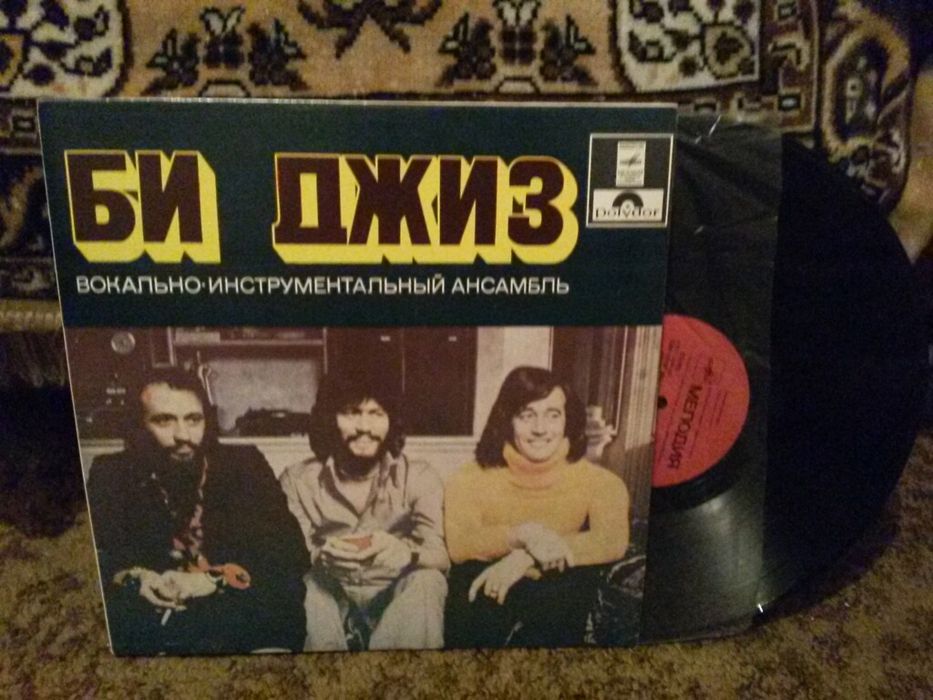 БИ ДЖИЗ
Polydor
ВОКАЛЬНО-ИНСТРУМЕНТАЛЬНЫЙ АНСАМБЛЬ
МЕЛОДИЯ